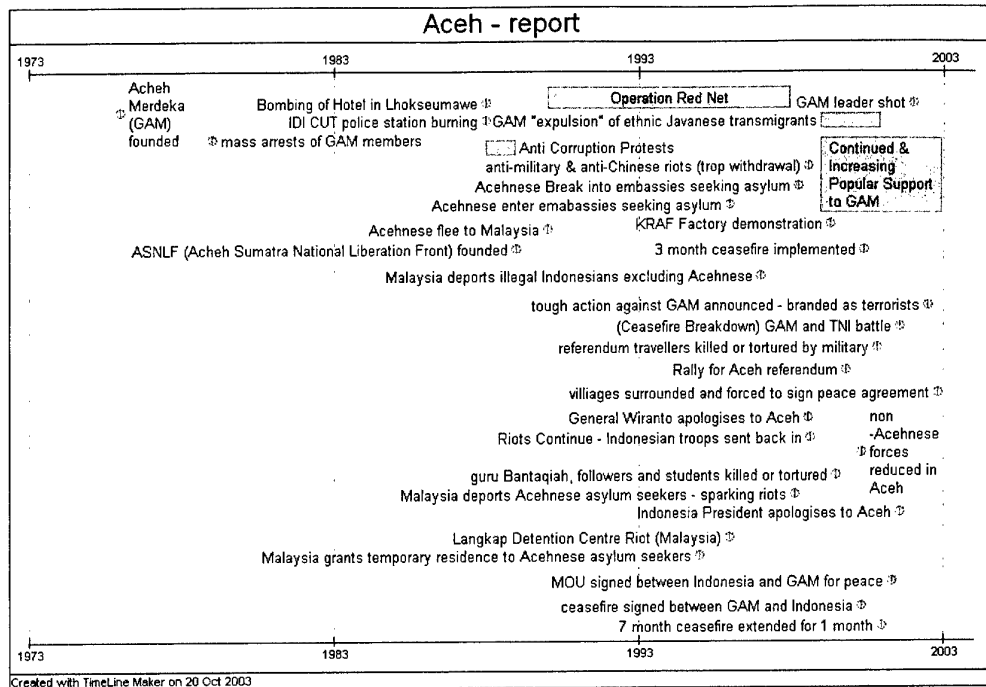 Aceh - report
1973 1983 1993 2003
Acheh
Merdeka
(GAM)
founded
Bombing of Hotel in Lhokseumawe
Operation Red Net
GAM leader shot
IDI CUT police station burning
GAM "expulsion" of ethnic Javanese transmigrants
mass arrests of GAM members
Anti Corruption Protests
Continued &
Increasing
Popular Support
to GAM
anti-military & anti-Chinese riots (trop withdrawal)
Acehnese Break into embassies seeking asylum
Acehnese enter emabassies seeking asylum
KRAF Factory demonstration
Acehnese flee to Malaysia
ASNLF (Acheh Sumatra National Liberation Front) founded
3 month ceasefire implemented
Malaysia deports illegal Indonesians excluding Acehnese
tough action against GAM announced - branded as terrorists
(Ceasefire Breakdown) GAM and TNI battle
referendum travellers killed or tortured by military
Rally for Aceh referendum
villiages surrounded and forced to sign peace agreement
General Wiranto apologises to Aceh
Riots Continue - Indonesian troops sent back in
non
-Acehnese
forces
reduced in
Aceh
guru Bantaqiah, followers and students killed or tortured
Malaysia deports Acehnese asylum seekers - sparking riots
Indonesia President apologises to Aceh
Langkap Detention Centre Riot (Malaysia)
Malaysia grants temporary residence to Acehnese asylum seekers
MOU signed between Indonesia and GAM for peace
ceasefire signed between GAM and Indonesia
7 month ceasefire extended for 1 month
1973 1983 1993 2003
Created with TimeLine Maker on 20 Oct 2003